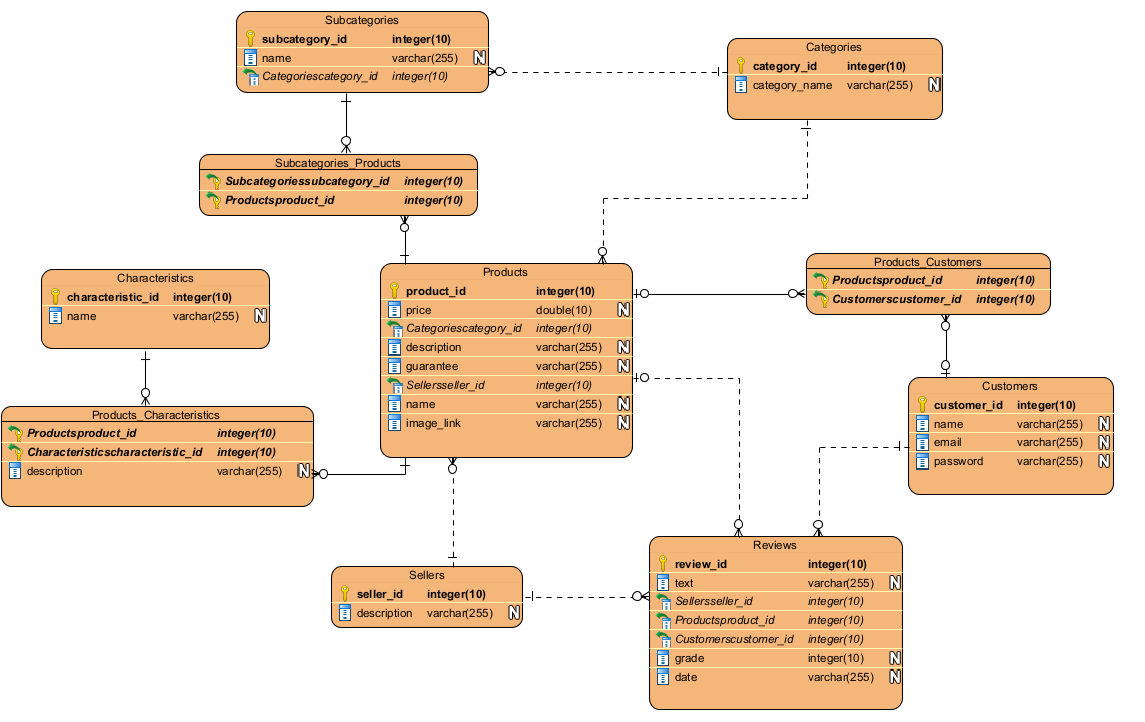 Subcategories
subcategory_id integer(10)
name varchar(255) N
Categoriescategory_id integer(10)
Categories
category_id integer(10)
category_name varchar(255) N
Subcategories_Products
Subcategoriessubcategory_id integer(10)
Productsproduct_id integer(10)
Characteristics
characteristic_id integer(10)
name varchar(255) N
Products
product_id integer(10)
price double(10) N
Categoriescategory_id integer(10)
description varchar(255) N
guarantee varchar(255) N
Sellersseller_id integer(10)
name varchar(255) N
image_link varchar(255) N
Products_Customers
Productsproduct_id integer(10)
Customerscustomer_id integer(10)
Customers
customer_id integer(10)
name varchar(255) N
email varchar(255) N
password varchar(255) N
Products_Characteristics
Productsproduct_id integer(10)
Characteristicscharacteristic_id integer(10)
description varchar(255) N
Sellers
seller_id integer(10)
description varchar(255) N
Reviews
review_id integer(10)
text varchar(255) N
Sellersseller_id integer(10)
Productsproduct_id integer(10)
Customerscustomer_id integer(10)
grade integer(10) N
date varchar(255) N